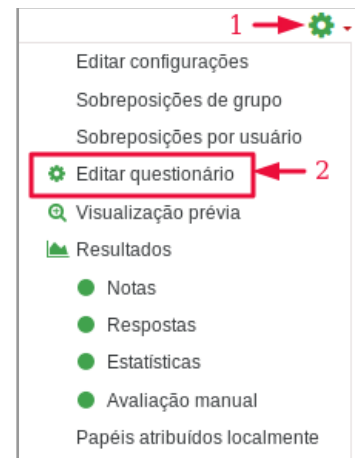 1
Editar configurações
Sobreposições de grupo
Sobreposições por usuário
Editar questionário 2
Visualização prévia
Resultados
Notas
Respostas
Estatísticas
Avaliação manual
Papéis atribuídos localmente